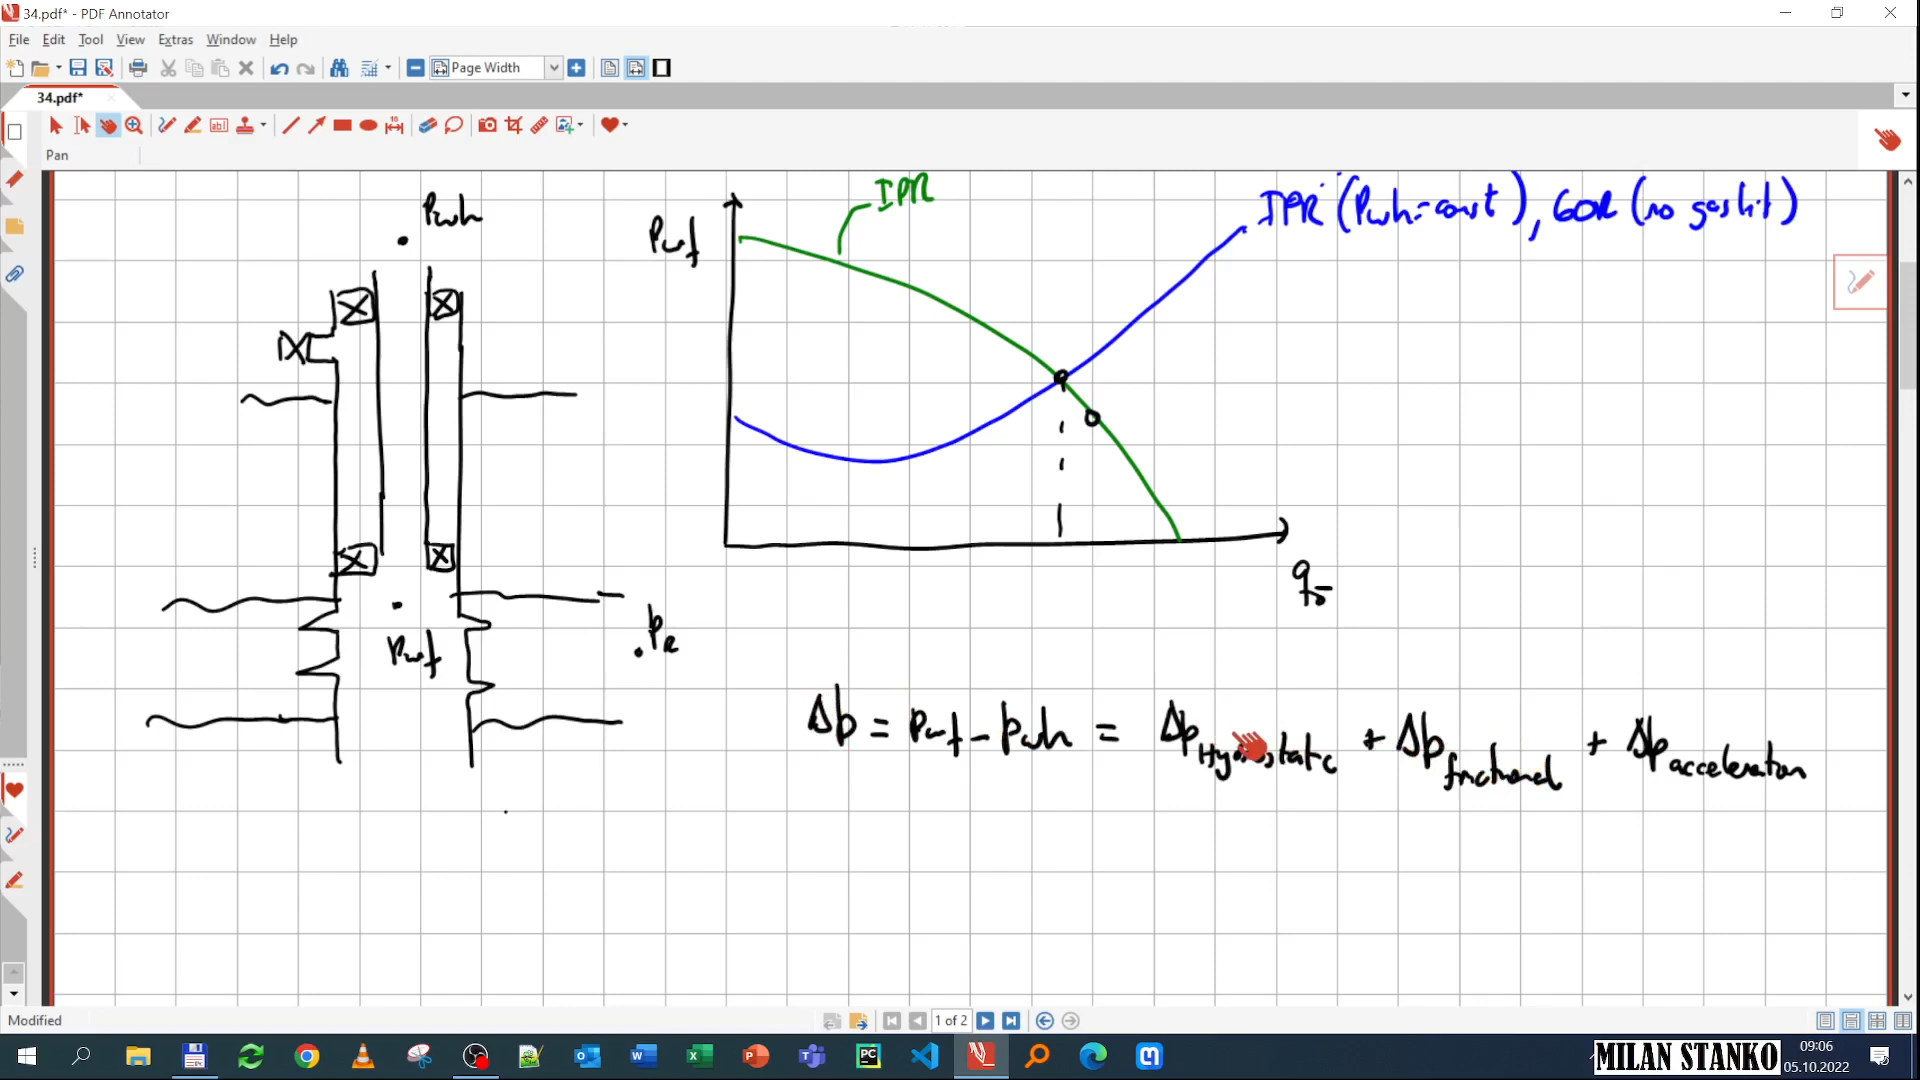 34.pdf* - PDF Annotator
File Edit Tool View Extras Window Help
Page Width
34.pdf*
Pan
Pwh
Pwf
IPR
IPR (Pwh=const), GOR (no gas lift)
Pwf
PR
qo
Δp = Pwf - Pwh = ΔpHydrostatic + Δpfrictional + Δpacceleration
Modified
1 of 2
MILAN STANKO
09:06
05.10.2022